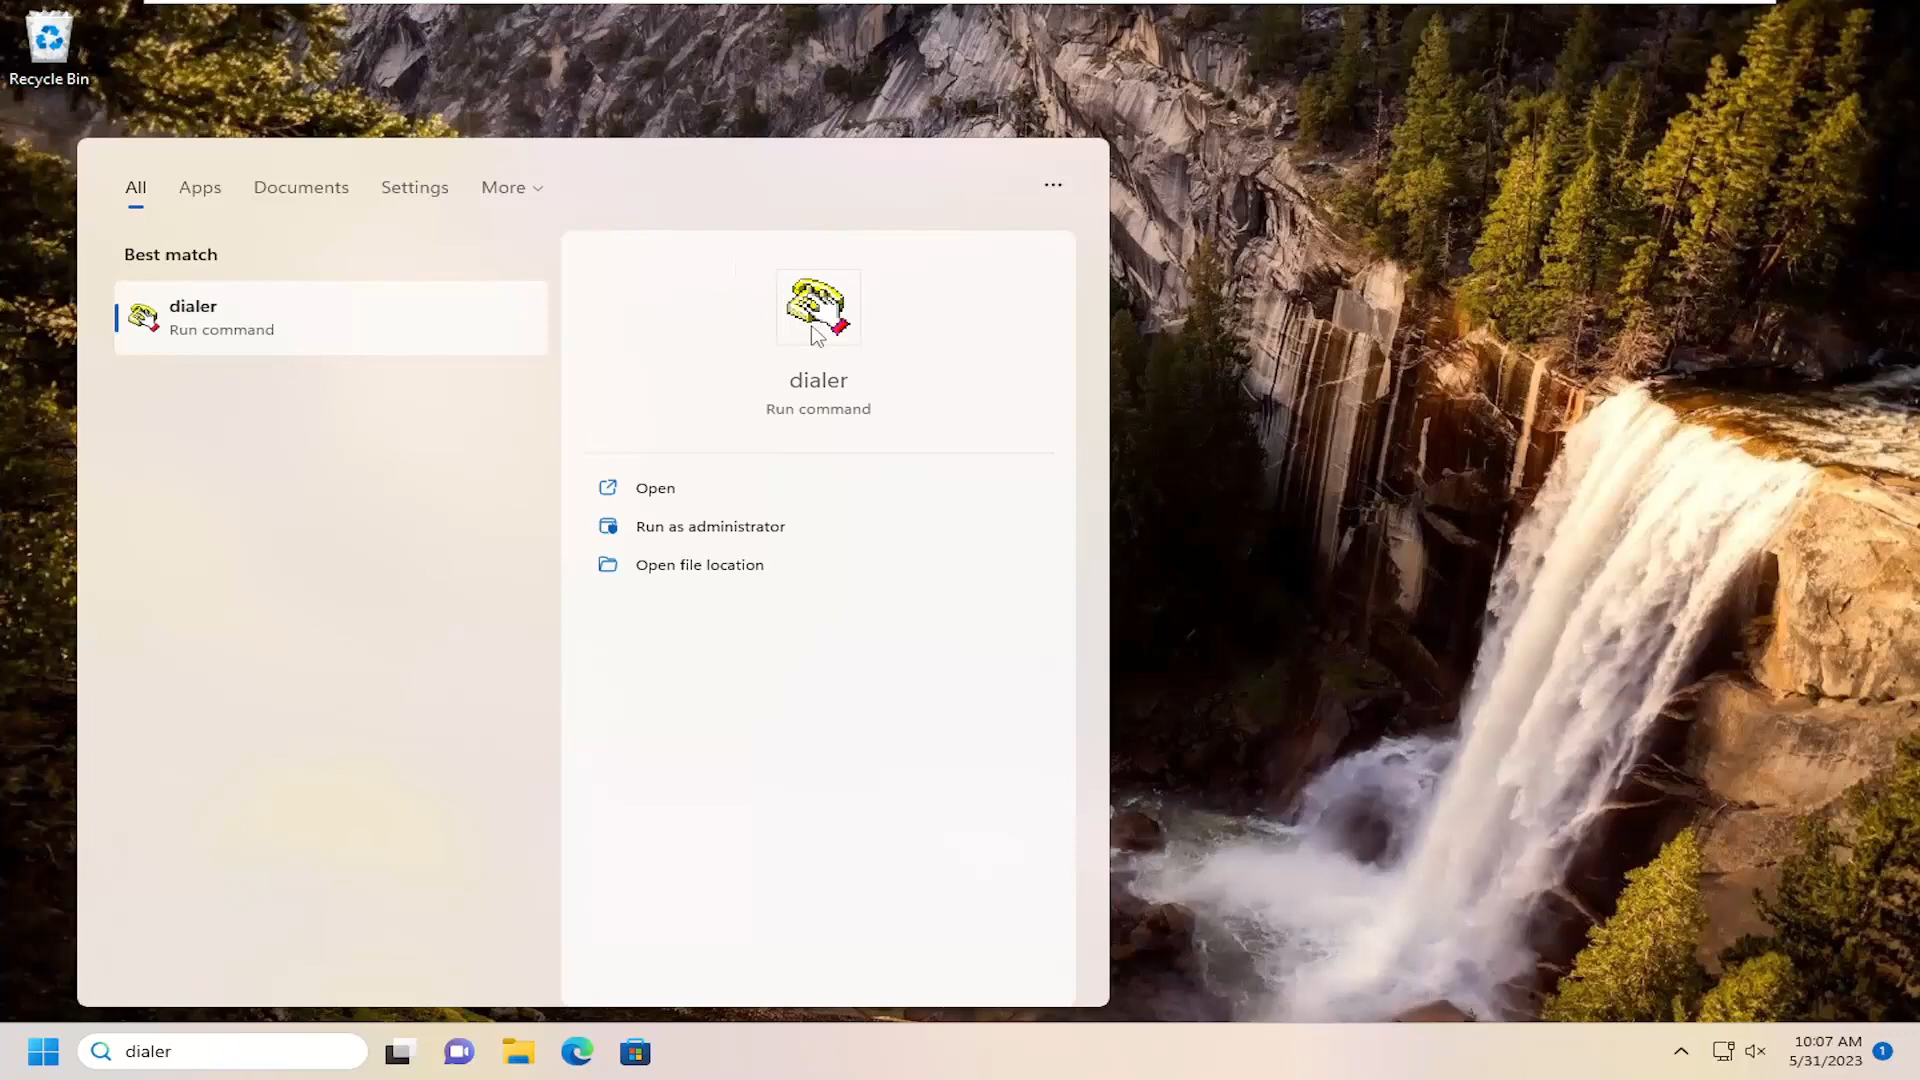 Recycle Bin
All Apps Documents Settings More
Best match
dialer
Run command
dialer
Run command
Open
Run as administrator
Open file location
dialer
10:07 AM
5/31/2023
1